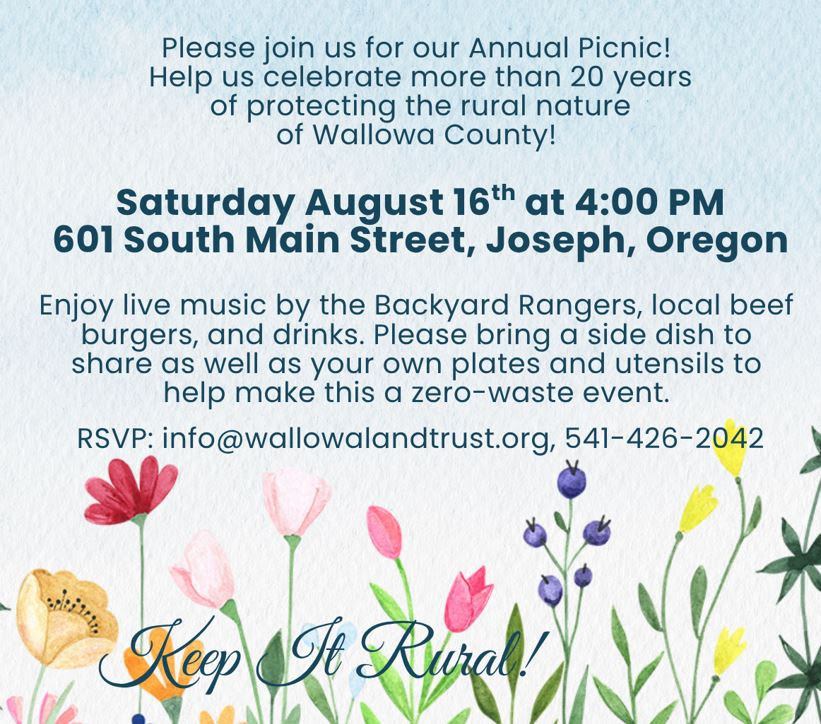 Please join us for our Annual Picnic!
Help us celebrate more than 20 years
of protecting the rural nature
of Wallowa County!
Saturday August 16th at 4:00 PM
601 South Main Street, Joseph, Oregon
Enjoy live music by the Backyard Rangers, local beef
burgers, and drinks. Please bring a side dish to
share as well as your own plates and utensils to
help make this a zero-waste event.
RSVP: info@wallowalandtrust.org, 541-426-2042
Keep It Rural!